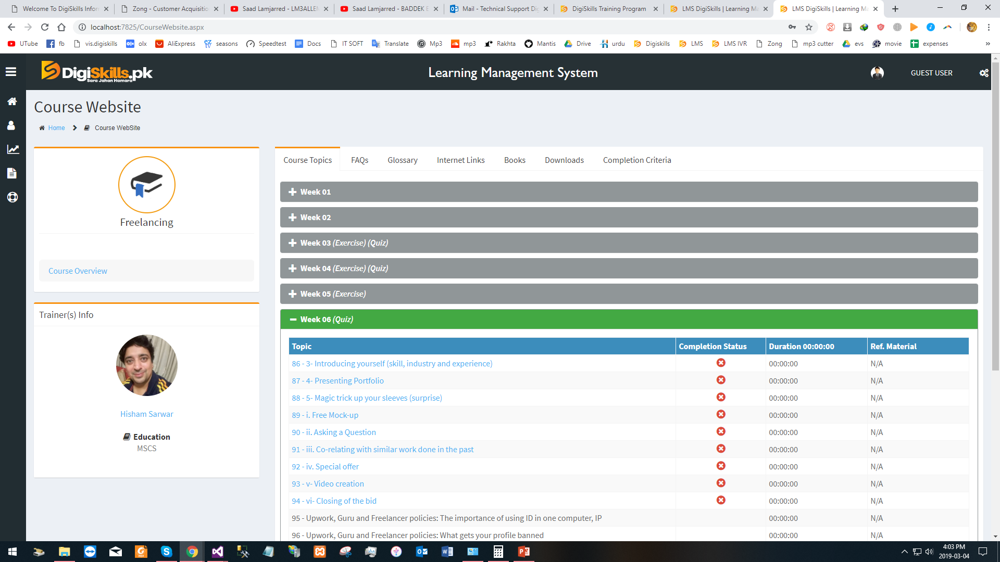 Welcome To DigiSkills Infor
Zong - Customer Acquisitio
Saad Lamjarred - LM3ALLE
Saad Lamjarred - BADDEK E
Mail - Technical Support Di
DigiSkills Training Program
LMS DigiSkills | Learning Ma
LMS DigiSkills | Learning Ma
localhost:7825/CourseWebsite.aspx
UTube fb vis.digiskills olx AliExpress seasons Speedtest Docs IT SOFT Translate Mp3 mp3 Rakhta Mantis Drive urdu Digiskills LMS LMS IVR Zong mp3 cutter evs movie expenses »
DigiSkills.pk
Sara Jahan Hamara
Learning Management System
GUEST USER
Course Website
Home Course WebSite
Freelancing
Course Overview
Trainer(s) Info
Hisham Sarwar
Education
MSCS
Course Topics FAQs Glossary Internet Links Books Downloads Completion Criteria
Week 01
Week 02
Week 03 (Exercise) (Quiz)
Week 04 (Exercise) (Quiz)
Week 05 (Exercise)
Week 06 (Quiz)
Topic Completion Status Duration 00:00:00 Ref. Material
86 - 3- Introducing yourself (skill, industry and experience) 00:00:00 N/A
87 - 4- Presenting Portfolio 00:00:00 N/A
88 - 5- Magic trick up your sleeves (surprise) 00:00:00 N/A
89 - i. Free Mock-up 00:00:00 N/A
90 - ii. Asking a Question 00:00:00 N/A
91 - iii. Co-relating with similar work done in the past 00:00:00 N/A
92 - iv. Special offer 00:00:00 N/A
93 - v- Video creation 00:00:00 N/A
94 - vi- Closing of the bid 00:00:00 N/A
95 - Upwork, Guru and Freelancer policies: The importance of using ID in one computer, IP 00:00:00 N/A
96 - Upwork, Guru and Freelancer policies: What gets your profile banned 00:00:00 N/A
4:03 PM
2019-03-04